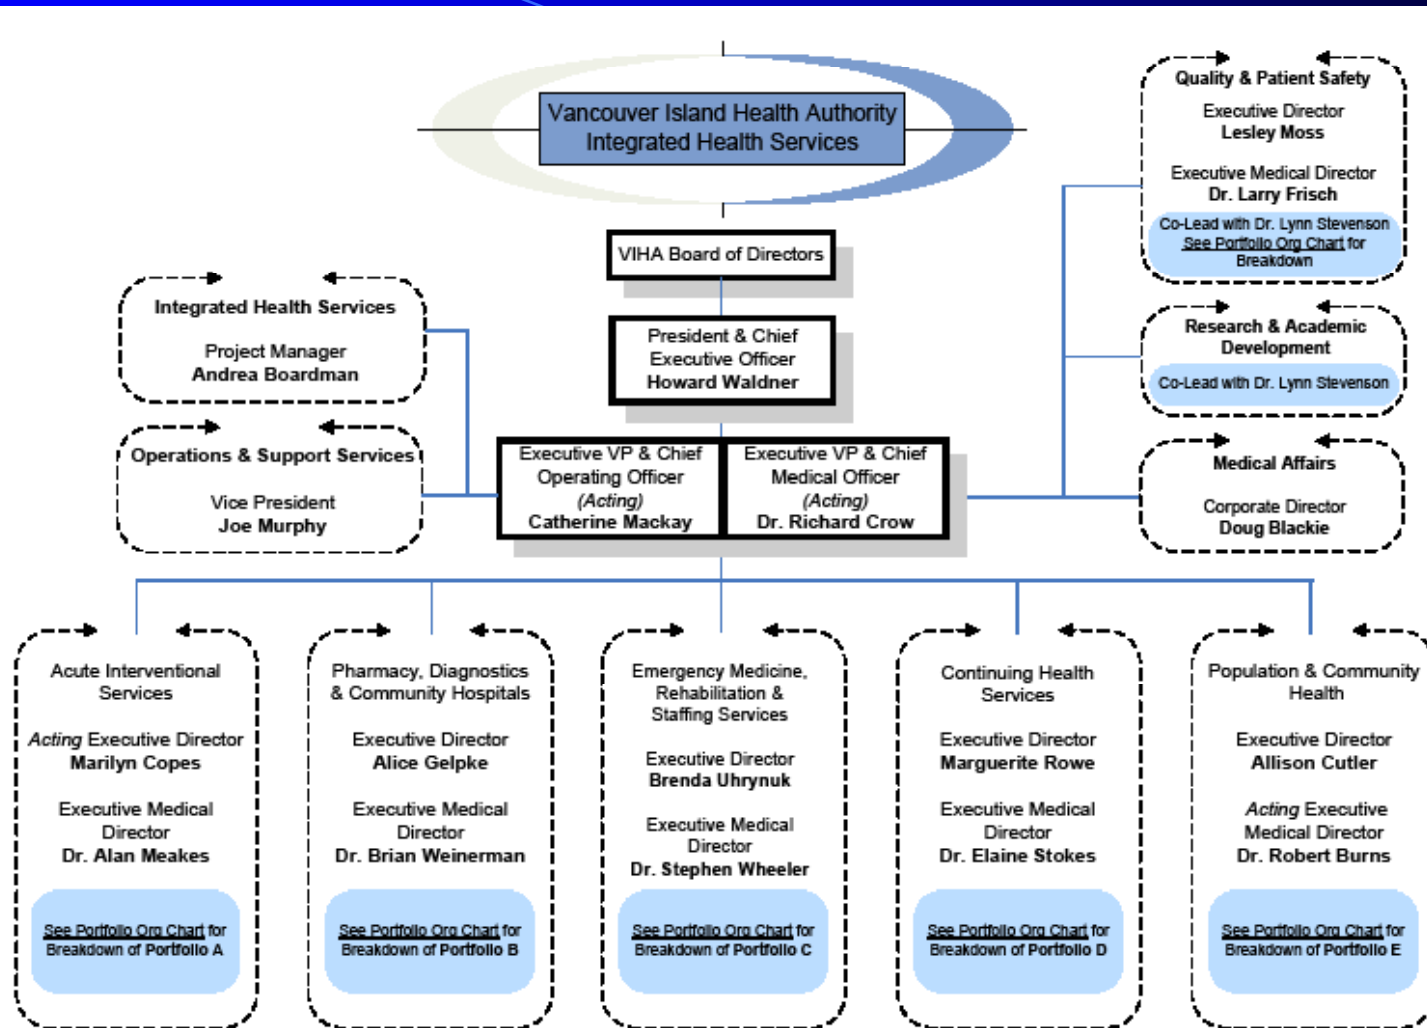 Vancouver Island Health Authority
Integrated Health Services
VIHA Board of Directors
President & Chief
Executive Officer
Howard Waldner
Integrated Health Services
Project Manager
Andrea Boardman
Operations & Support Services
Vice President
Joe Murphy
Executive VP & Chief
Operating Officer
(Acting)
Catherine Mackay
Executive VP & Chief
Medical Officer
(Acting)
Dr. Richard Crow
Quality & Patient Safety
Executive Director
Lesley Moss
Executive Medical Director
Dr. Larry Frisch
Co-Lead with Dr. Lynn Stevenson
See Portfolio Org Chart for
Breakdown
Research & Academic
Development
Co-Lead with Dr. Lynn Stevenson
Medical Affairs
Corporate Director
Doug Blackie
Acute Interventional
Services
Acting Executive Director
Marilyn Copes
Executive Medical
Director
Dr. Alan Meakes
See Portfolio Org Chart for
Breakdown of Portfolio A
Pharmacy, Diagnostics
& Community Hospitals
Executive Director
Alice Gelpke
Executive Medical
Director
Dr. Brian Weinerman
See Portfolio Org Chart for
Breakdown of Portfolio B
Emergency Medicine,
Rehabilitation &
Staffing Services
Executive Director
Brenda Uhrynuk
Executive Medical
Director
Dr. Stephen Wheeler
See Portfolio Org Chart for
Breakdown of Portfolio C
Continuing Health
Services
Executive Director
Marguerite Rowe
Executive Medical
Director
Dr. Elaine Stokes
See Portfolio Org Chart for
Breakdown of Portfolio D
Population & Community
Health
Executive Director
Allison Cutler
Acting Executive
Medical Director
Dr. Robert Burns
See Portfolio Org Chart for
Breakdown of Portfolio E